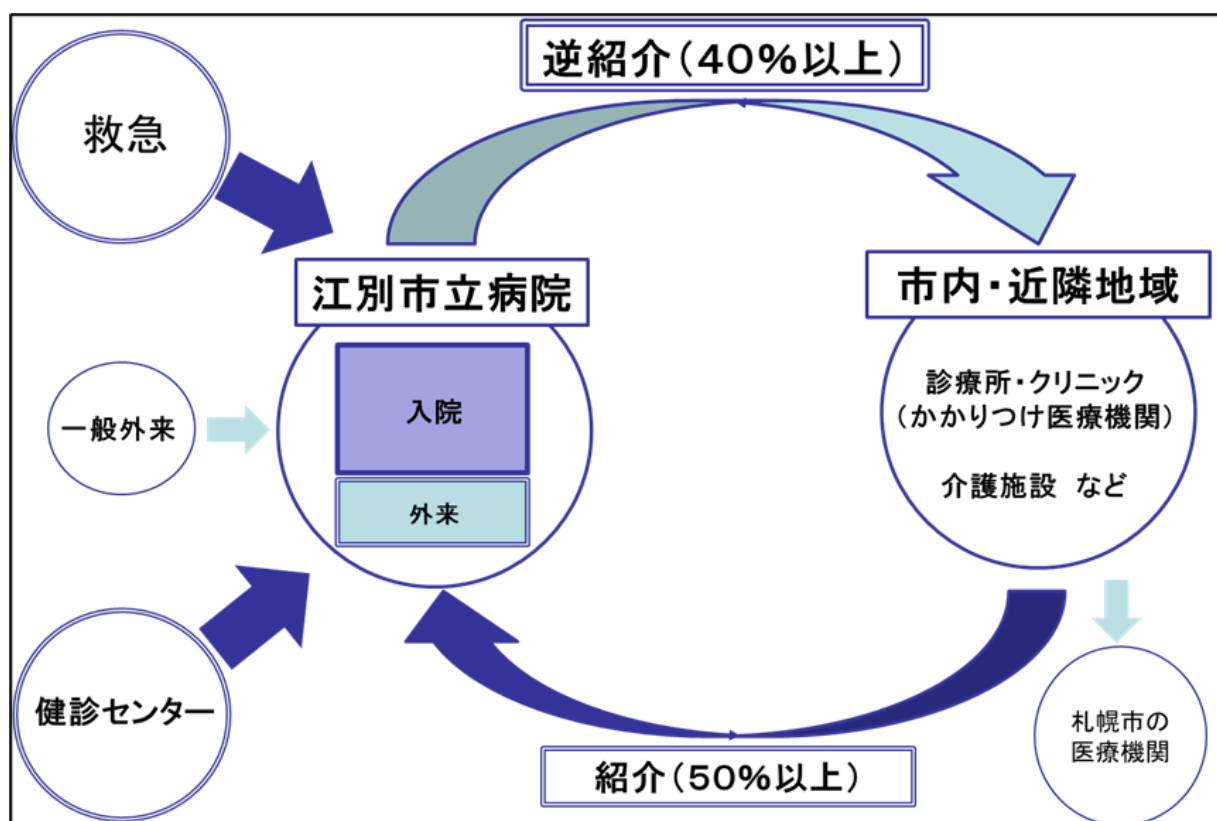 逆紹介(40%以上)
救急
江別市立病院
市内・近隣地域
入院
診療所・クリニック
(かかりつけ医療機関)
一般外来
介護施設 など
外来
健診センター
札幌市の
医療機関
紹介(50%以上)